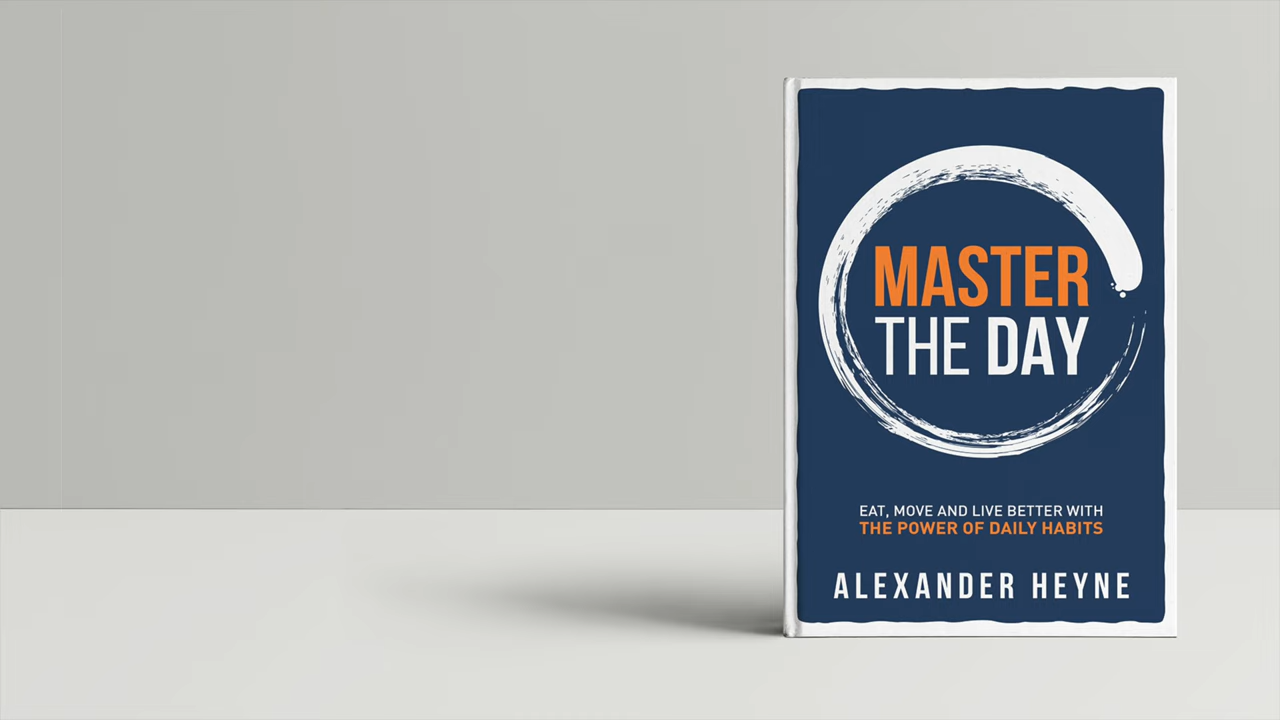 MASTER
THE DAY
EAT, MOVE AND LIVE BETTER WITH
THE POWER OF DAILY HABITS
ALEXANDER HEYNE